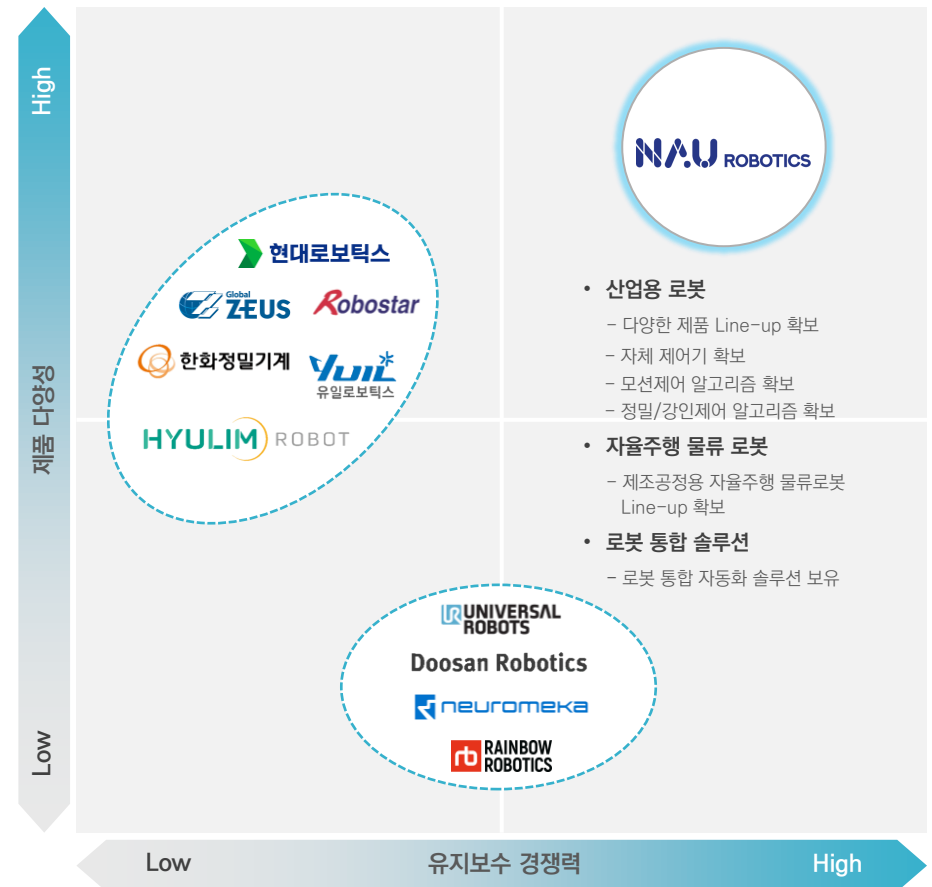 High
제품 다양성
Low
NAU ROBOTICS
현대로보틱스
Global
ZEUS
Robostar
한화정밀기계
YUIL
유일로보틱스
HYULIM ROBOT
• 산업용 로봇
- 다양한 제품 Line-up 확보
- 자체 제어기 확보
- 모션제어 알고리즘 확보
- 정밀/강인제어 알고리즘 확보
• 자율주행 물류 로봇
- 제조공정용 자율주행 물류로봇
Line-up 확보
• 로봇 통합 솔루션
- 로봇 통합 자동화 솔루션 보유
UR UNIVERSAL
ROBOTS
Doosan Robotics
neuromeka
rb RAINBOW
ROBOTICS
Low
유지보수 경쟁력
High